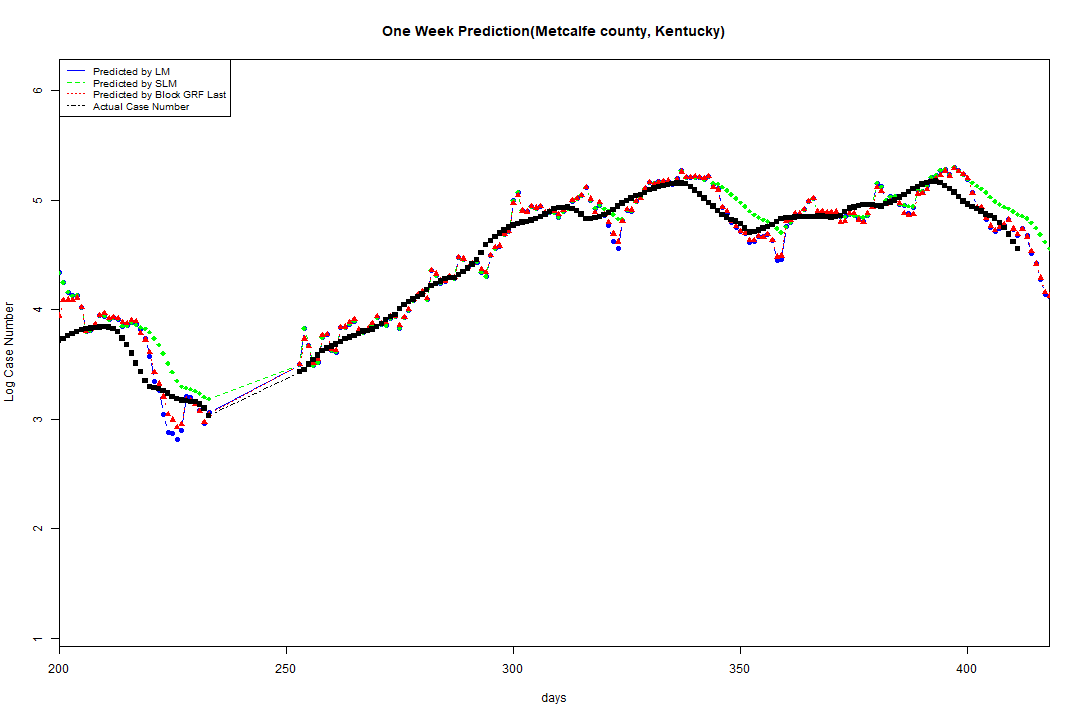 One Week Prediction(Metcalfe county, Kentucky)
Predicted by LM
Predicted by SLM
Predicted by Block GRF Last
Actual Case Number
6
5
4
3
2
1
Log Case Number
200 250 300 350 400
days